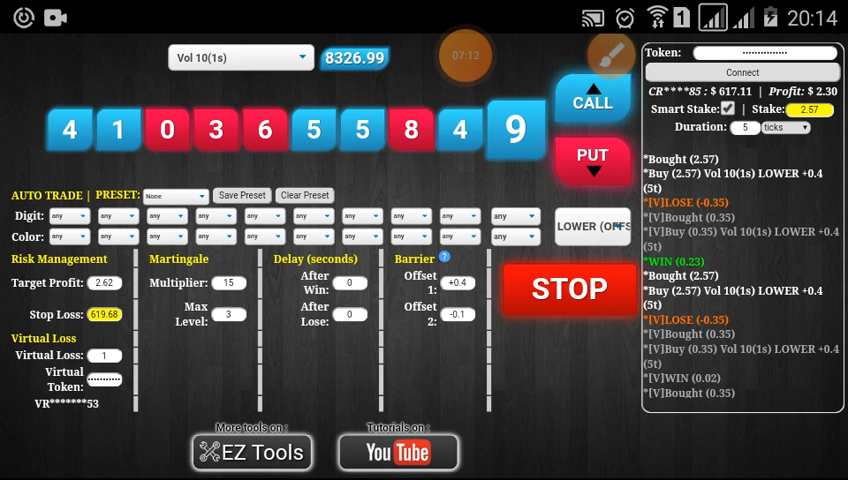 1 20:14
Vol 10(1s) 8326.99 07:12
4 1 0 3 6 5 5 8 4 9
CALL
PUT
AUTO TRADE | PRESET: None Save Preset Clear Preset
Digit: any any any any any any any any any any
Color: any any any any any any any any any any
LOWER (OFFS
Risk Management
Target Profit: 2.62
Stop Loss: 619.68
Virtual Loss
Virtual Loss: 1
Virtual
Token: ••••••••••••
VR*******53
Martingale
Multiplier: 15
Max
Level: 3
Delay (seconds)
After
Win: 0
After
Lose: 0
Barrier ?
Offset
1: +0.4
Offset
2: -0.1
STOP
More tools on :
EZ Tools
Tutorials on :
YouTube
Token: •••••••••••••••
Connect
CR****85 : $ 617.11 | Profit: $ 2.30
Smart Stake: | Stake: 2.57
Duration: 5 ticks
*Bought (2.57)
*Buy (2.57) Vol 10(1s) LOWER +0.4
(5t)
*[V]LOSE (-0.35)
*[V]Bought (0.35)
*[V]Buy (0.35) Vol 10(1s) LOWER +0.4
(5t)
*WIN (0.23)
*Bought (2.57)
*Buy (2.57) Vol 10(1s) LOWER +0.4
(5t)
*[V]LOSE (-0.35)
*[V]Bought (0.35)
*[V]Buy (0.35) Vol 10(1s) LOWER +0.4
(5t)
*[V]WIN (0.02)
*[V]Bought (0.35)